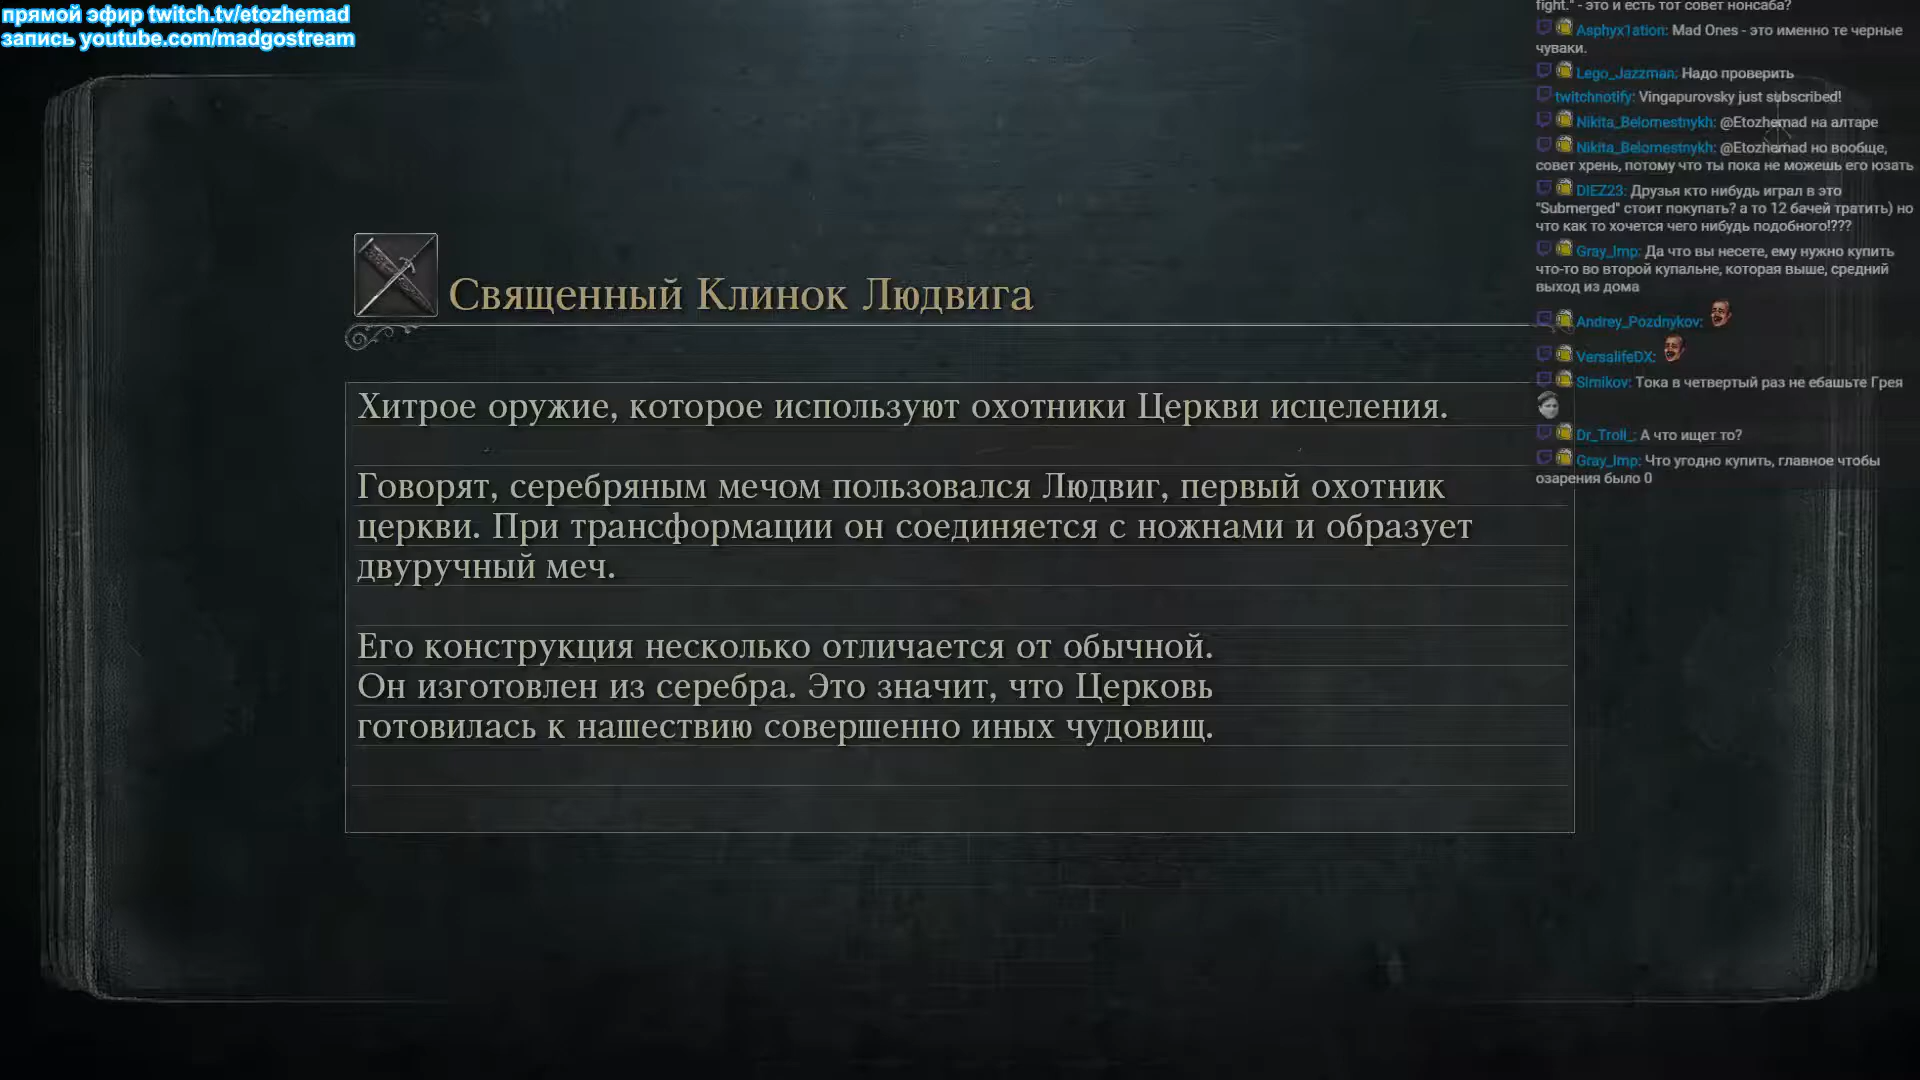 прямой эфир twitch.tv/etozhemad
запись youtube.com/madgostream
Священный Клинок Людвига
Хитрое оружие, которое используют охотники Церкви исцеления.
Говорят, серебряным мечом пользовался Людвиг, первый охотник
церкви. При трансформации он соединяется с ножнами и образует
двуручный меч.
Его конструкция несколько отличается от обычной.
Он изготовлен из серебра. Это значит, что Церковь
готовилась к нашествию совершенно иных чудовищ.
fight." - это и есть тот совет нонсаба?
Asphyx1ation: Mad Ones - это именно те черные
чуваки.
Lego_Jazzman: Надо проверить
twitchnotify: Vingapurovsky just subscribed!
Nikita_Belomestnykh: @Etozhemad на алтаре
Nikita_Belomestnykh: @Etozhemad но вообще,
совет хрень, потому что ты пока не можешь его юзать
DIEZ23: Друзья кто нибудь играл в это
"Submerged" стоит покупать? а то 12 бачей тратить) но
что как то хочется чего нибудь подобного!???
Gray_Imp: Да что вы несете, ему нужно купить
что-то во второй купальне, которая выше, средний
выход из дома
Andrey_Pozdnykov:
VersalifeDX:
Simikov: Тока в четвертый раз не ебашьте Грея
Dr_Troll_: А что ищет то?
Gray_Imp: Что угодно купить, главное чтобы
озарения было 0